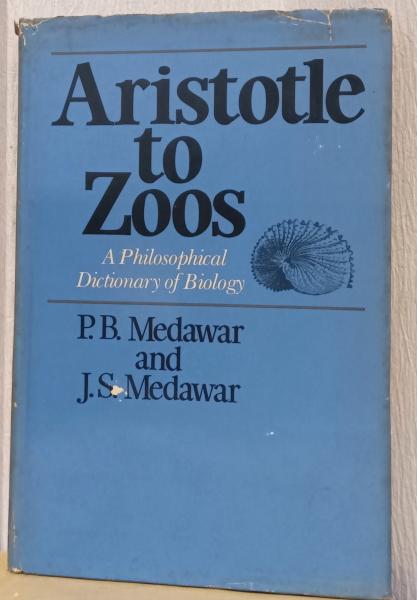 Aristotle
to
Zoos
A Philosophical
Dictionary of Biology
P.B. Medawar
and
J.S. Medawar